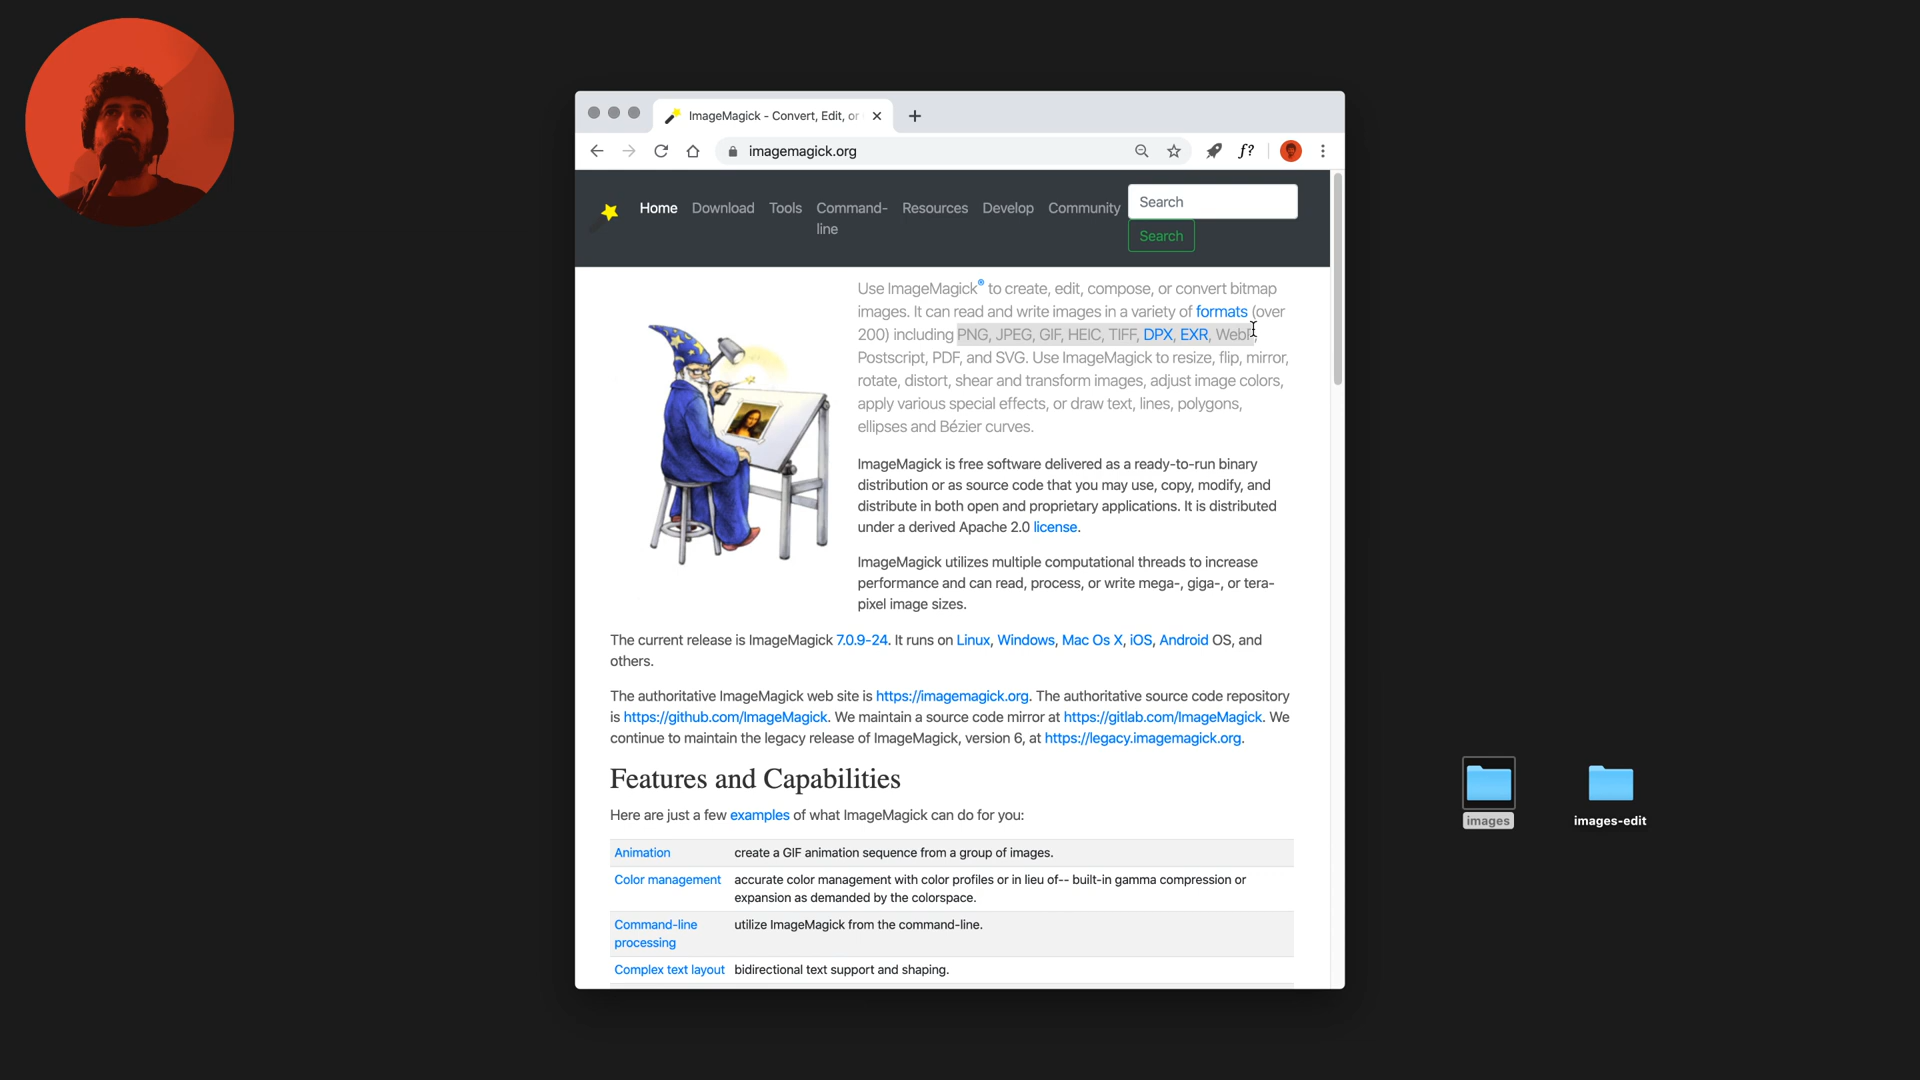 ImageMagick - Convert, Edit, or
imagemagick.org
f?
Home Download Tools Command-line Resources Develop Community
Search
Search
Use ImageMagick® to create, edit, compose, or convert bitmap
images. It can read and write images in a variety of formats (over
200) including PNG, JPEG, GIF, HEIC, TIFF, DPX, EXR, WebP,
Postscript, PDF, and SVG. Use ImageMagick to resize, flip, mirror,
rotate, distort, shear and transform images, adjust image colors,
apply various special effects, or draw text, lines, polygons,
ellipses and Bézier curves.
ImageMagick is free software delivered as a ready-to-run binary
distribution or as source code that you may use, copy, modify, and
distribute in both open and proprietary applications. It is distributed
under a derived Apache 2.0 license.
ImageMagick utilizes multiple computational threads to increase
performance and can read, process, or write mega-, giga-, or tera-
pixel image sizes.
The current release is ImageMagick 7.0.9-24. It runs on Linux, Windows, Mac Os X, iOS, Android OS, and
others.
The authoritative ImageMagick web site is https://imagemagick.org. The authoritative source code repository
is https://github.com/ImageMagick. We maintain a source code mirror at https://gitlab.com/ImageMagick. We
continue to maintain the legacy release of ImageMagick, version 6, at https://legacy.imagemagick.org.
Features and Capabilities
Here are just a few examples of what ImageMagick can do for you:
Animation create a GIF animation sequence from a group of images.
Color management accurate color management with color profiles or in lieu of-- built-in gamma compression or
expansion as demanded by the colorspace.
Command-line utilize ImageMagick from the command-line.
processing
Complex text layout bidirectional text support and shaping.
images
images-edit